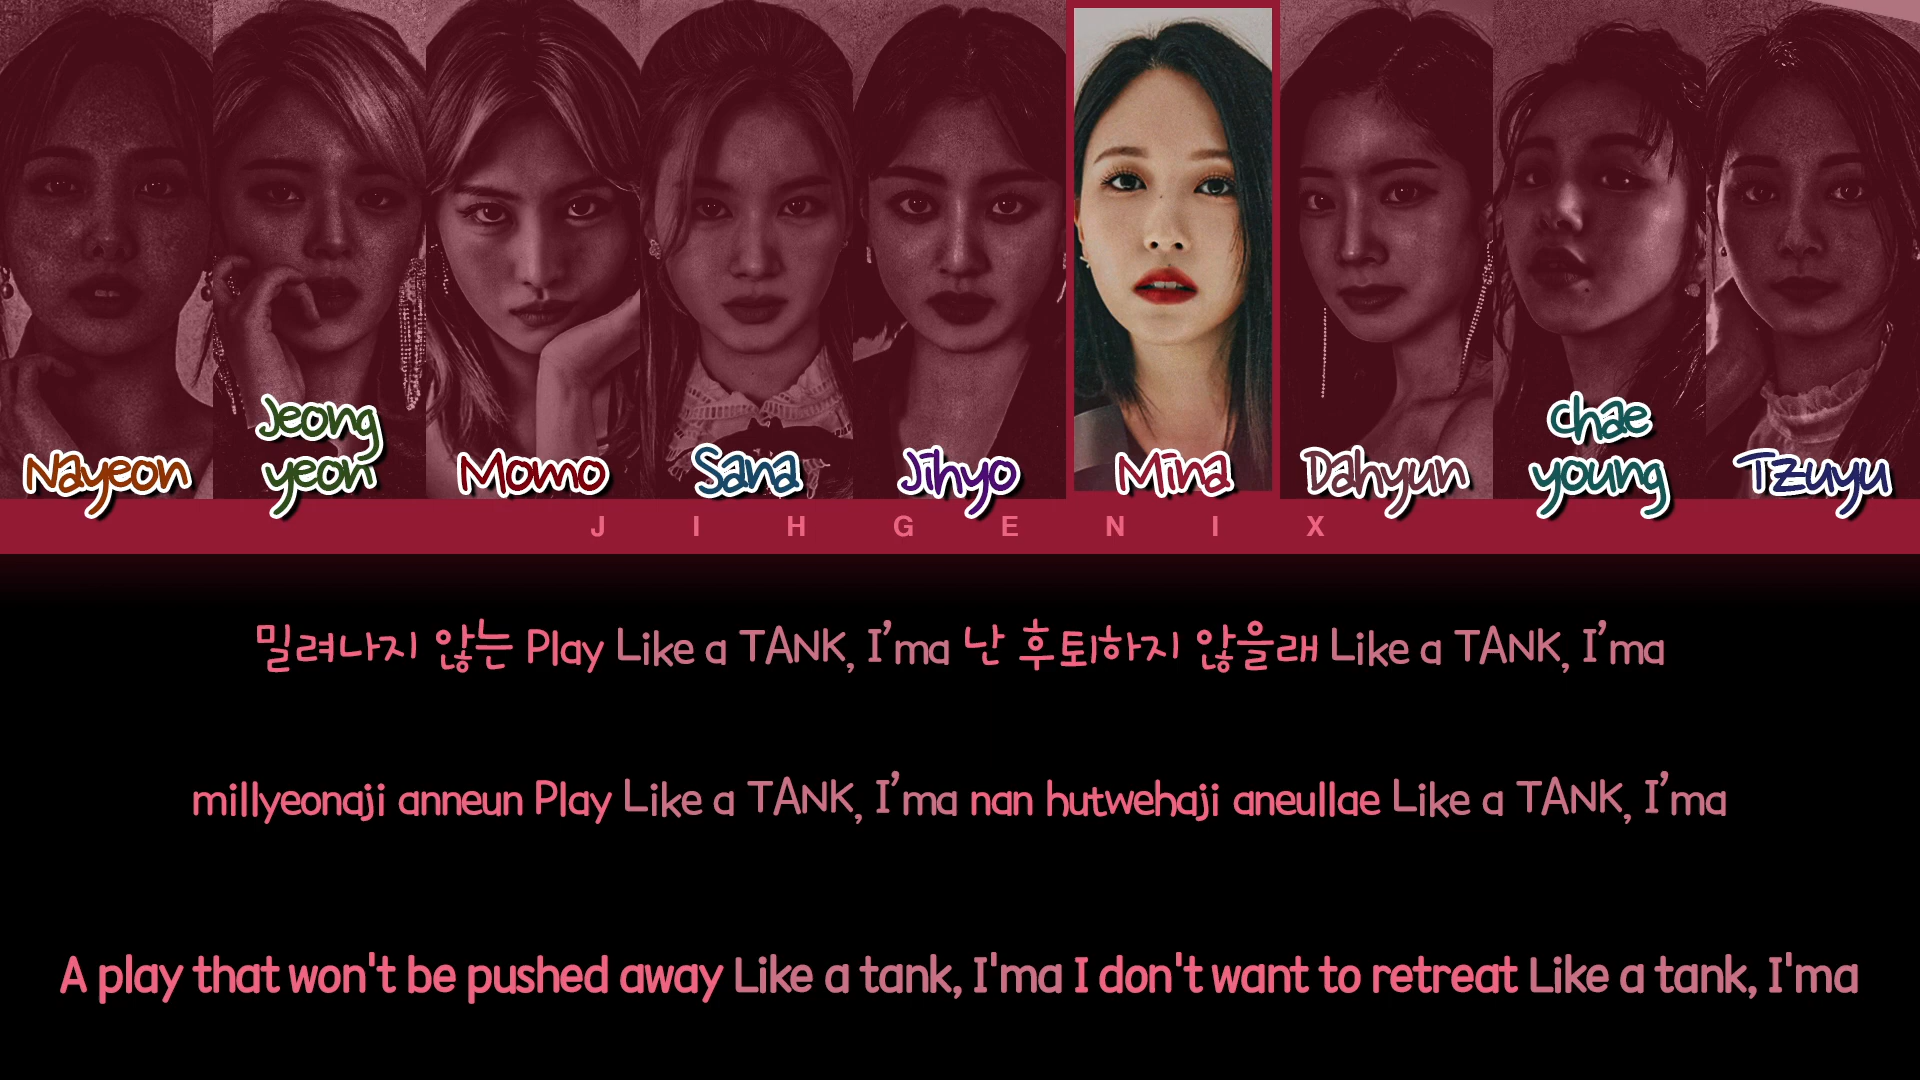 Nayeon
Jeong
yeon
Momo
Sana
Jihyo
Mina
Dahyun
chae
young
Tzuyu
J I H G E N I X
밀려나지 않는 Play Like a TANK, I'ma 난 후퇴하지 않을래 Like a TANK, I'ma
millyeonaji anneun Play Like a TANK, I'ma nan hutwehaji aneullae Like a TANK, I'ma
A play that won't be pushed away Like a tank, I'ma I don't want to retreat Like a tank, I'ma